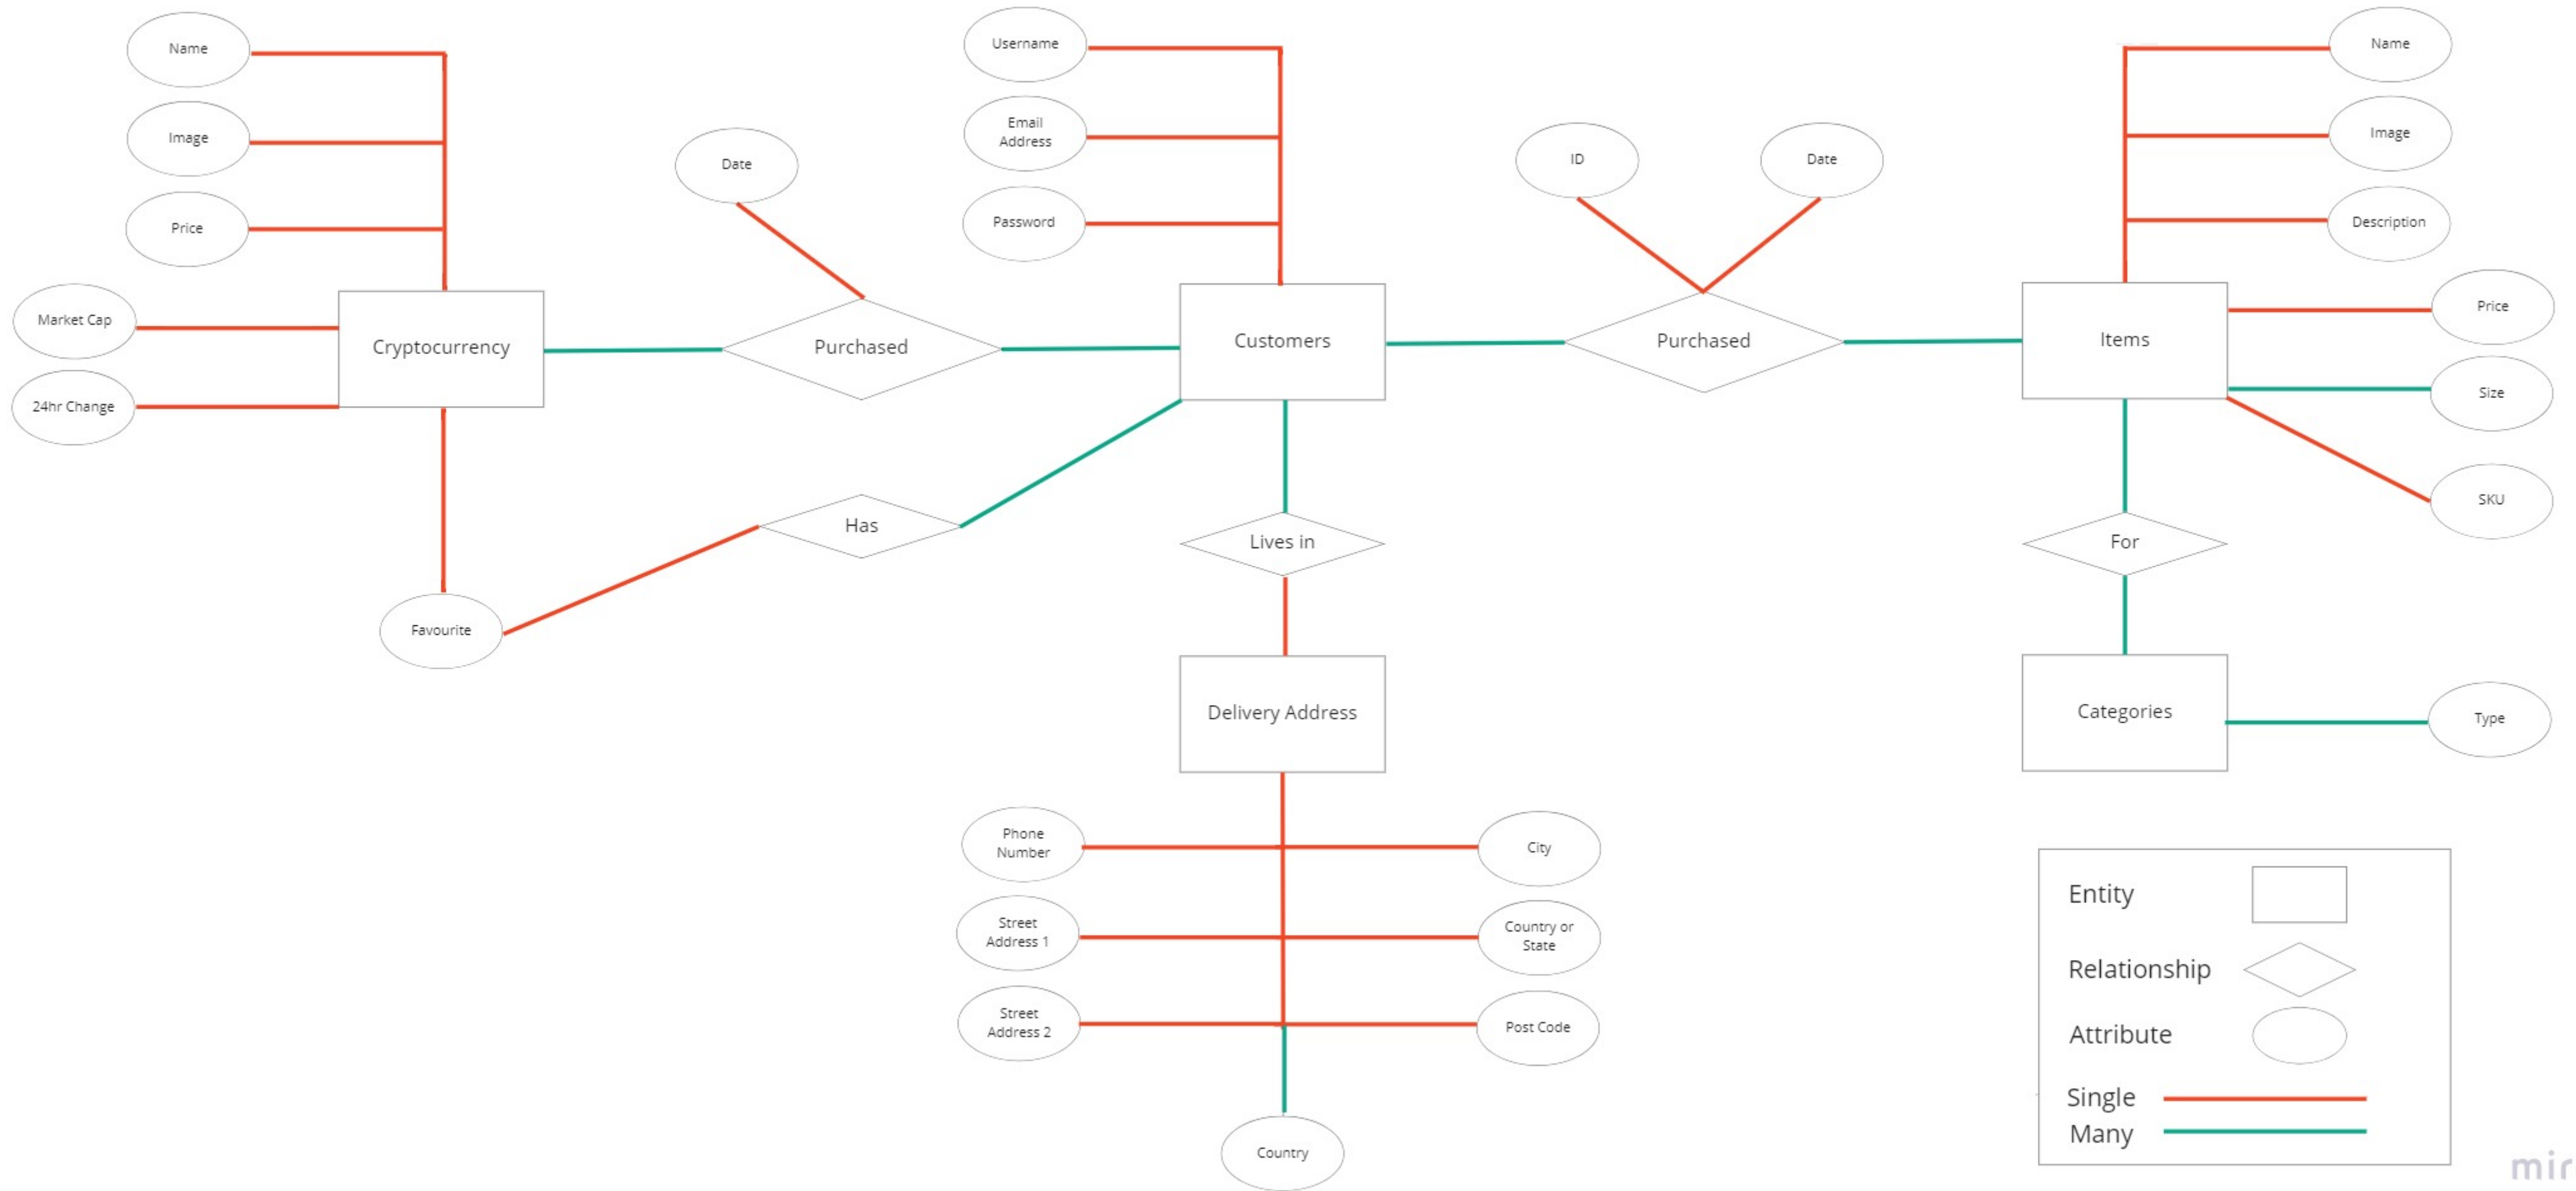 Name
Image
Price
Market Cap
24hr Change
Cryptocurrency
Favourite
Date
Purchased
Has
Username
Email
Address
Password
Customers
Lives in
Delivery Address
Phone
Number
Street
Address 1
Street
Address 2
City
Country or
State
Post Code
Country
ID
Date
Purchased
Name
Image
Description
Items
Price
Size
SKU
For
Categories
Type
Entity
Relationship
Attribute
Single
Many
mir